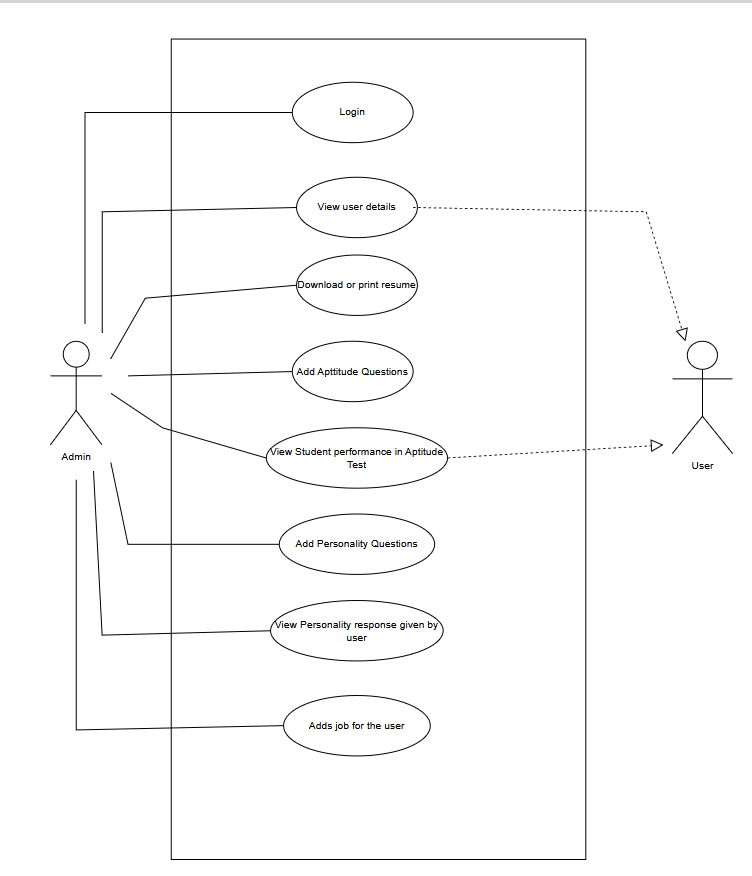 Login
View user details
Download or print resume
Add Apttitude Questions
Admin
View Student performance in Aptitude
Test
User
Add Personality Questions
View Personality response given by
user
Adds job for the user